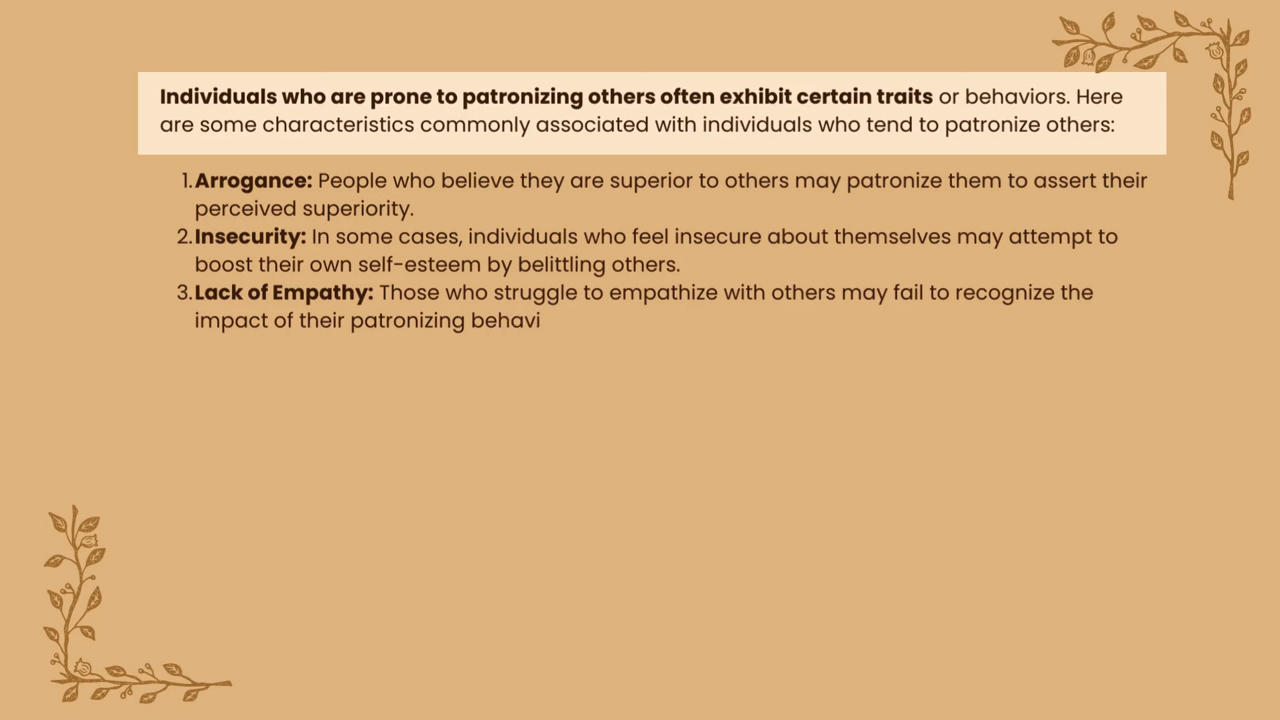 Individuals who are prone to patronizing others often exhibit certain traits or behaviors. Here
are some characteristics commonly associated with individuals who tend to patronize others:
1. Arrogance: People who believe they are superior to others may patronize them to assert their
perceived superiority.
2. Insecurity: In some cases, individuals who feel insecure about themselves may attempt to
boost their own self-esteem by belittling others.
3. Lack of Empathy: Those who struggle to empathize with others may fail to recognize the
impact of their patronizing behavi